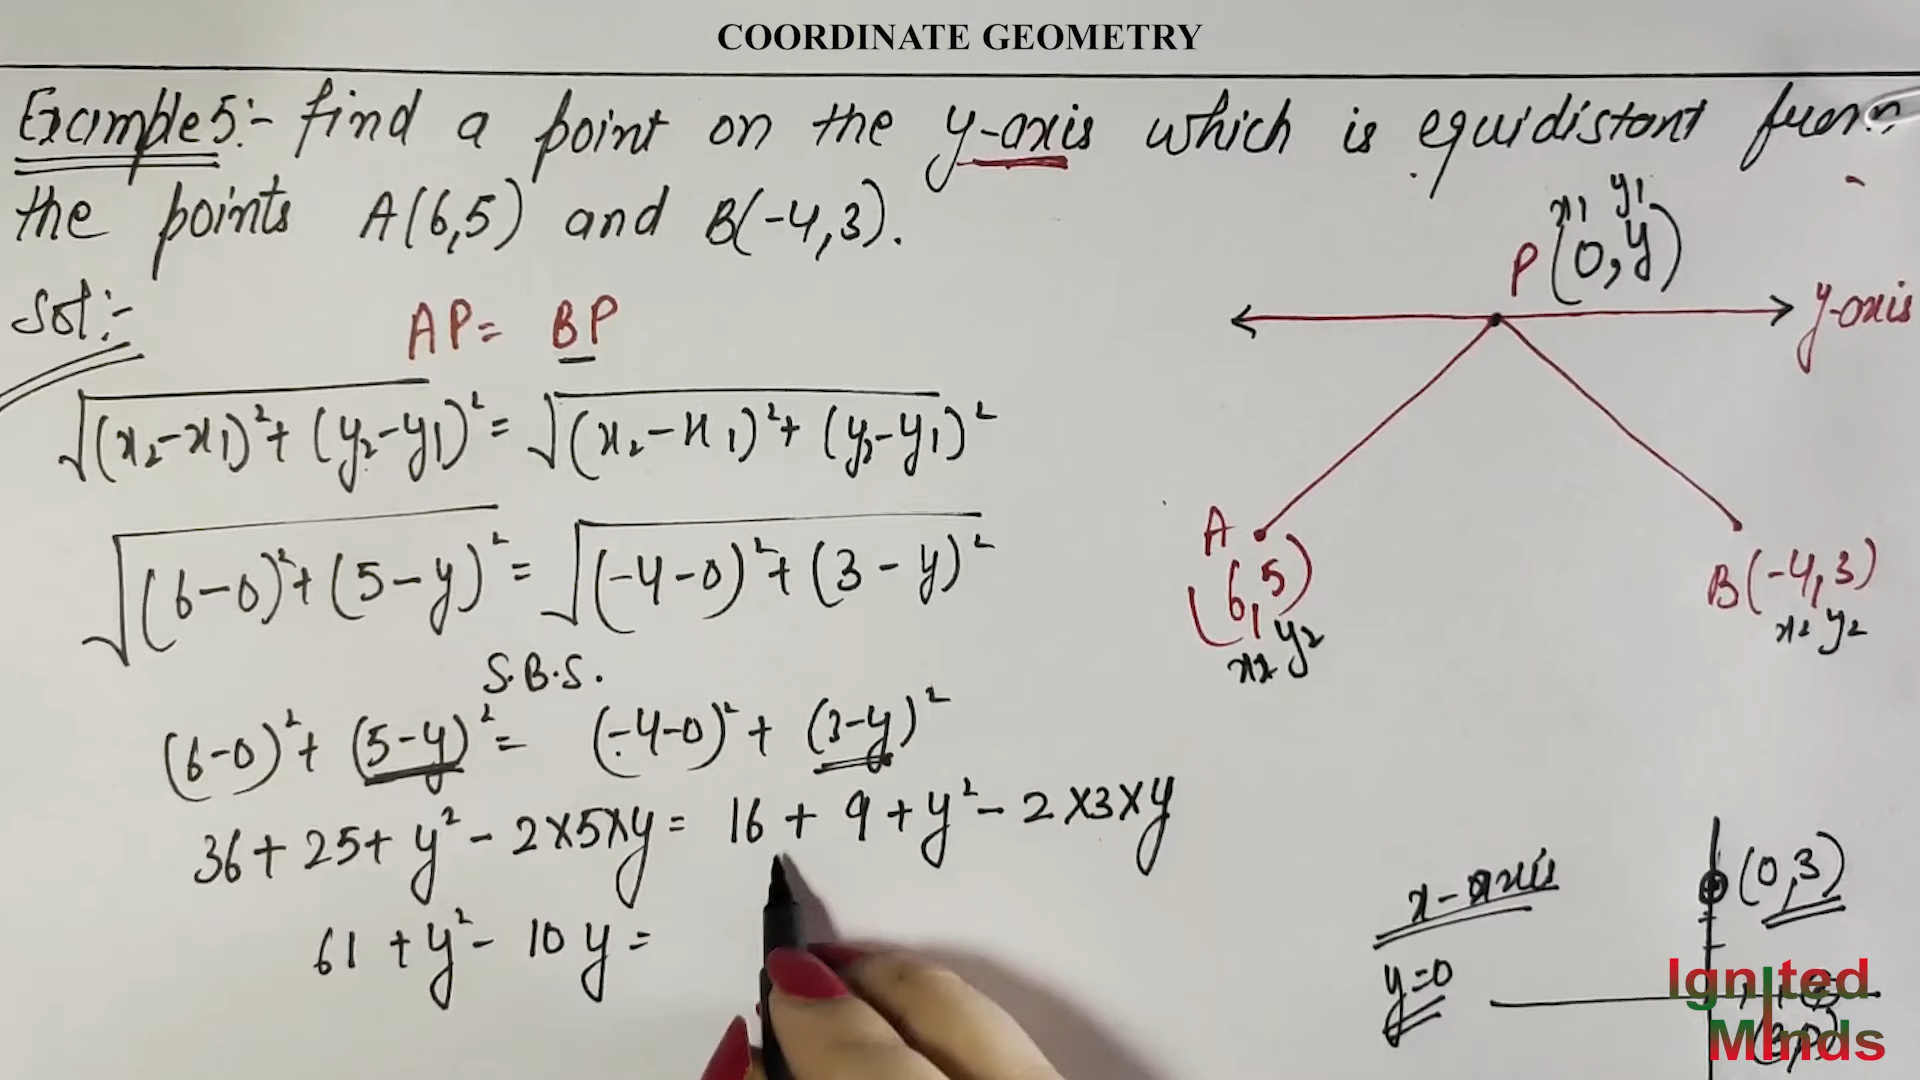 COORDINATE GEOMETRY
Example 5:- find a point on the y-axis which is equidistant from
the points A(6,5) and B(-4,3).
Sol:-
AP = BP
√(x₂-x₁)²+(y₂-y₁)² = √(x₂-x₁)²+(y₂-y₁)²
√(6-0)²+(5-y)² = √(-4-0)²+(3-y)²
S.B.S.
(6-0)²+(5-y)² = (-4-0)²+(3-y)²
36+25+y²-2×5×y = 16+9+y²-2×3×y
61+y²-10y =
x₁ y₁
P(0,y)
y-axis
A
(6,5)
x₂ y₂
B(-4,3)
x₂ y₂
x-axis
y=0
(0,3)
Ignited
Minds